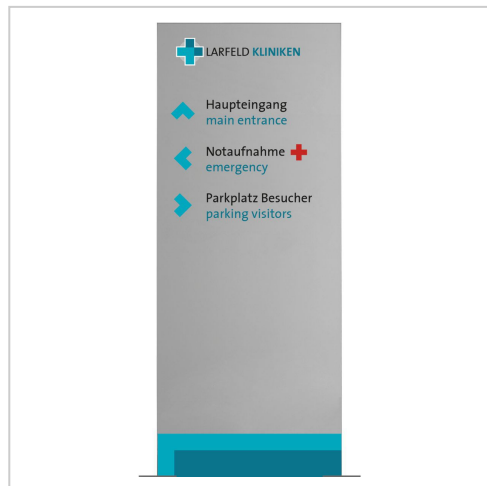 LARFELD KLINIKEN
Haupteingang
main entrance
Notaufnahme
emergency
Parkplatz Besucher
parking visitors